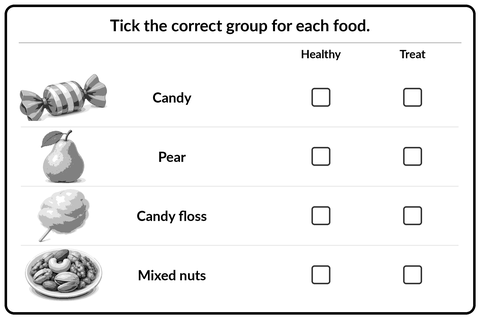 Tick the correct group for each food.
Healthy Treat
Candy
Pear
Candy floss
Mixed nuts